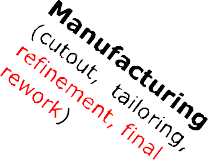 Manufacturing
(cutout, tailoring,
refinement, final
rework)